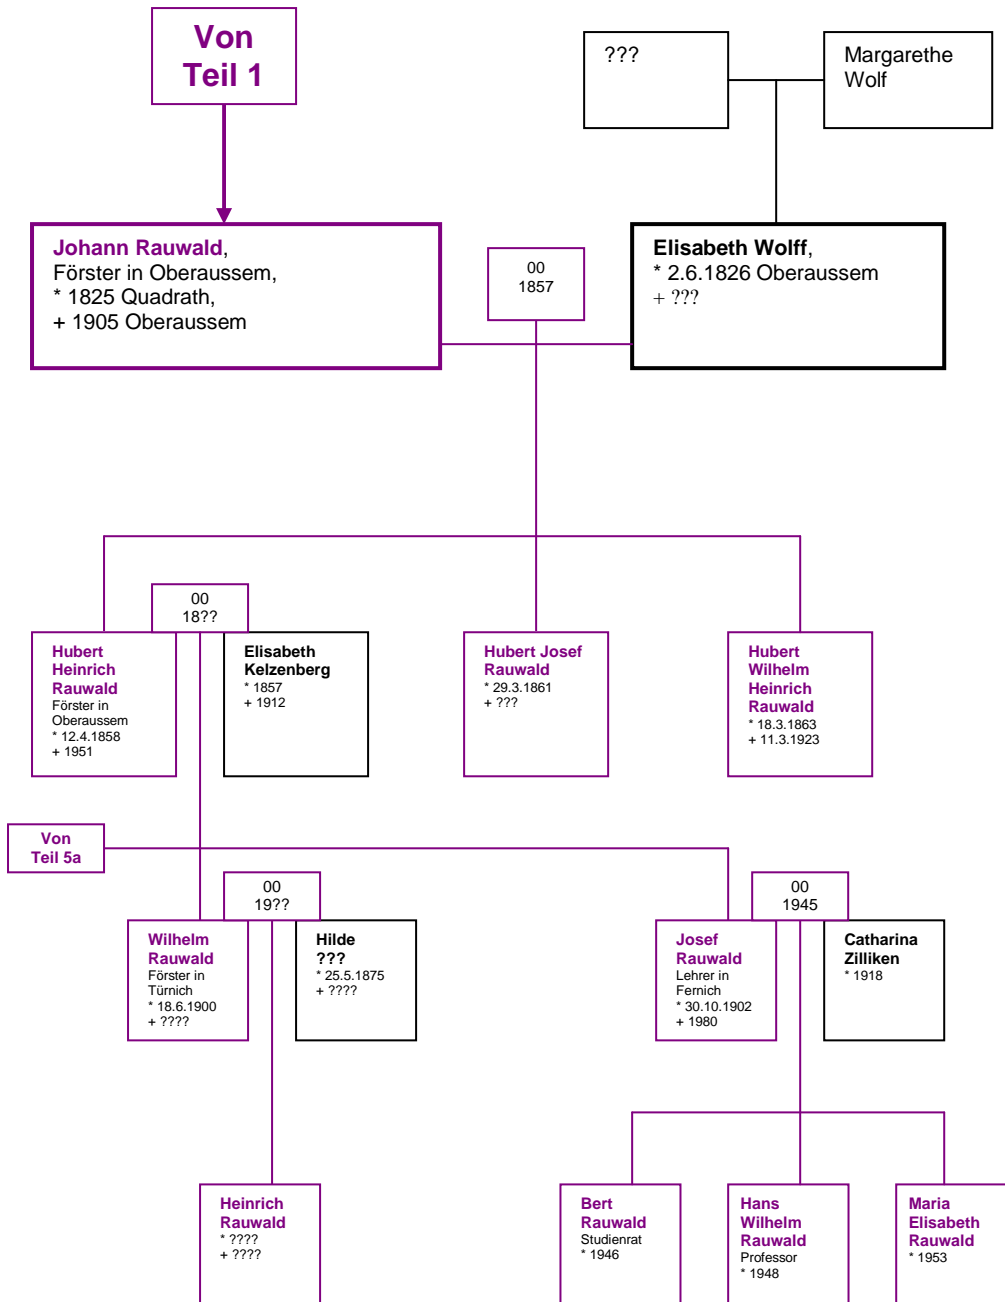 Von
Teil 1
???
Margarethe
Wolf
Johann Rauwald,
Förster in Oberaussem,
* 1825 Quadrath,
+ 1905 Oberaussem
00
1857
Elisabeth Wolff,
* 2.6.1826 Oberaussem
+ ???
00
18??
Hubert
Heinrich
Rauwald
Förster in
Oberaussem
* 12.4.1858
+ 1951
Elisabeth
Kelzenberg
* 1857
+ 1912
Hubert Josef
Rauwald
* 29.3.1861
+ ???
Hubert
Wilhelm
Heinrich
Rauwald
* 18.3.1863
+ 11.3.1923
Von
Teil 5a
00
19??
Wilhelm
Rauwald
Förster in
Türnich
* 18.6.1900
+ ????
Hilde
???
* 25.5.1875
+ ????
00
1945
Josef
Rauwald
Lehrer in
Fernich
* 30.10.1902
+ 1980
Catharina
Zilliken
* 1918
Heinrich
Rauwald
* ????
+ ????
Bert
Rauwald
Studienrat
* 1946
Hans
Wilhelm
Rauwald
Professor
* 1948
Maria
Elisabeth
Rauwald
* 1953